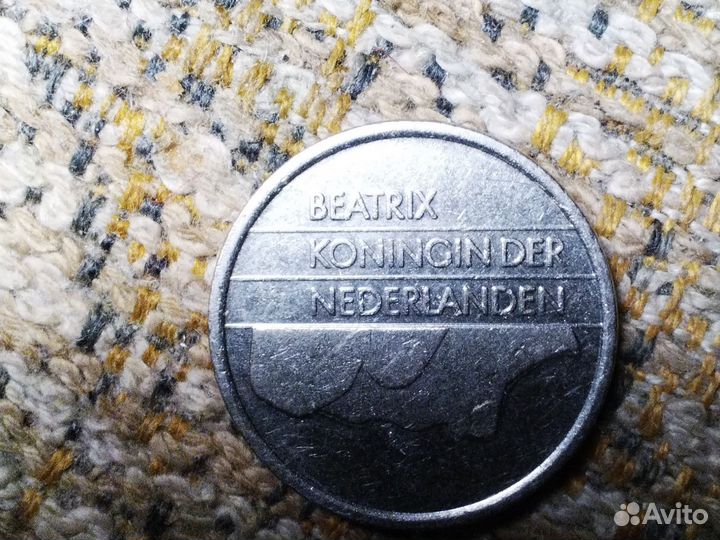 BEATRIX
KONINGIN DER
NEDERLANDEN
Avito